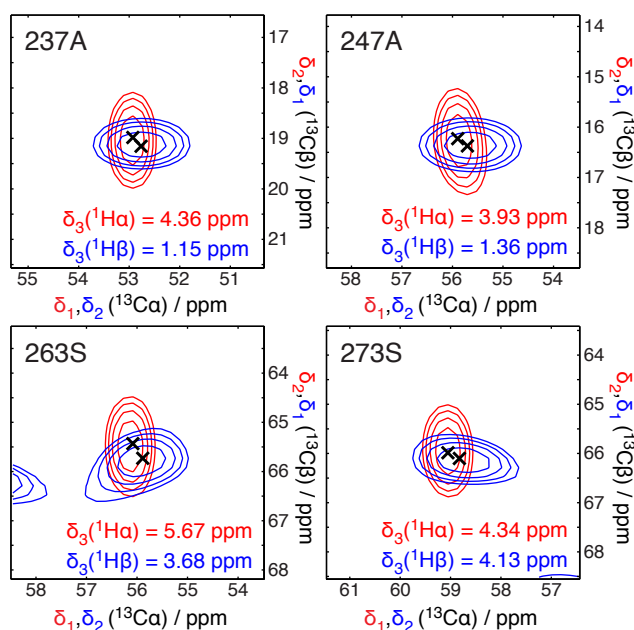 237A
17
18
19
20
21
δ2,δ1 (13Cβ) / ppm
δ3(1Hα) = 4.36 ppm
δ3(1Hβ) = 1.15 ppm
55 54 53 52 51
δ1,δ2 (13Cα) / ppm
247A
14
15
16
17
18
δ2,δ1 (13Cβ) / ppm
δ3(1Hα) = 3.93 ppm
δ3(1Hβ) = 1.36 ppm
58 57 56 55 54
δ1,δ2 (13Cα) / ppm
263S
64
65
66
67
68
δ2,δ1 (13Cβ) / ppm
δ3(1Hα) = 5.67 ppm
δ3(1Hβ) = 3.68 ppm
58 57 56 55 54
δ1,δ2 (13Cα) / ppm
273S
64
65
66
67
68
δ2,δ1 (13Cβ) / ppm
δ3(1Hα) = 4.34 ppm
δ3(1Hβ) = 4.13 ppm
61 60 59 58 57
δ1,δ2 (13Cα) / ppm